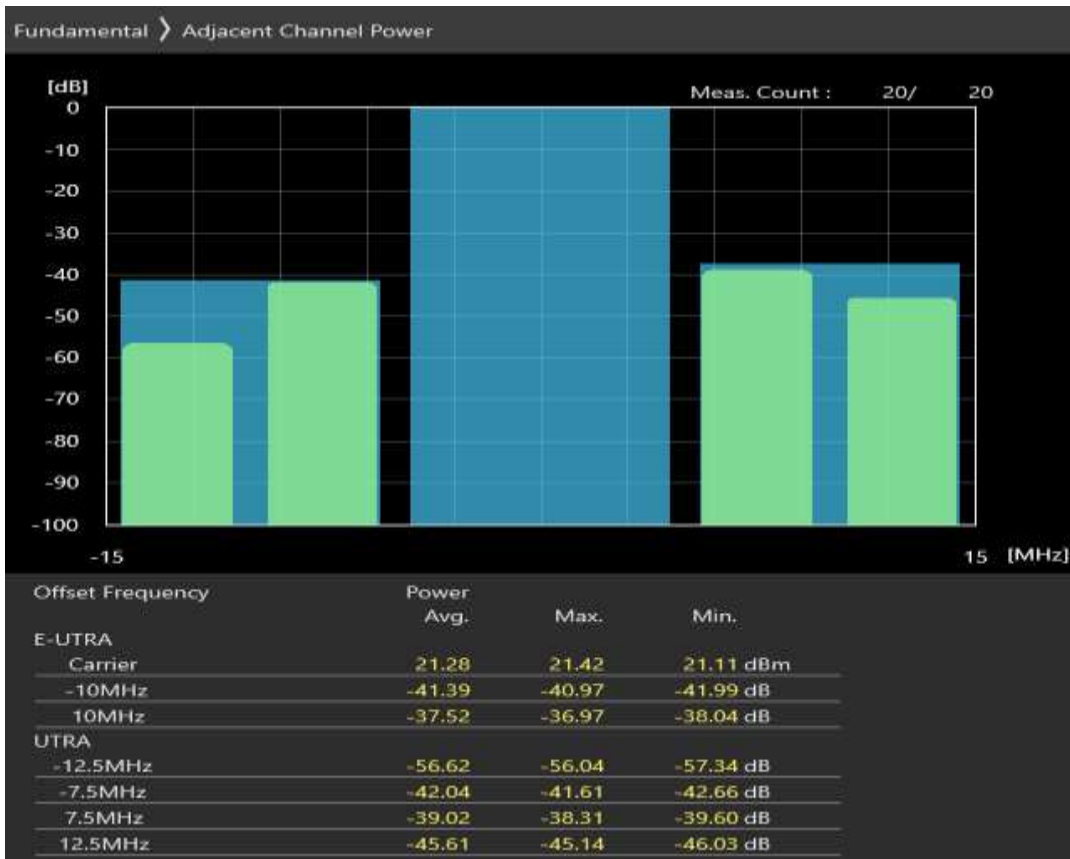 Fundamental 〉 Adjacent Channel Power
[dB]
Meas. Count : 20/ 20
0
-10
-20
-30
-40
-50
-60
-70
-80
-90
-100
-15 15 [MHz]
Offset Frequency Power
Avg. Max. Min.
E-UTRA
Carrier 21.28 21.42 21.11 dBm
-10MHz -41.39 -40.97 -41.99 dB
10MHz -37.52 -36.97 -38.04 dB
UTRA
-12.5MHz -56.62 -56.04 -57.34 dB
-7.5MHz -42.04 -41.61 -42.66 dB
7.5MHz -39.02 -38.31 -39.60 dB
12.5MHz -45.61 -45.14 -46.03 dB